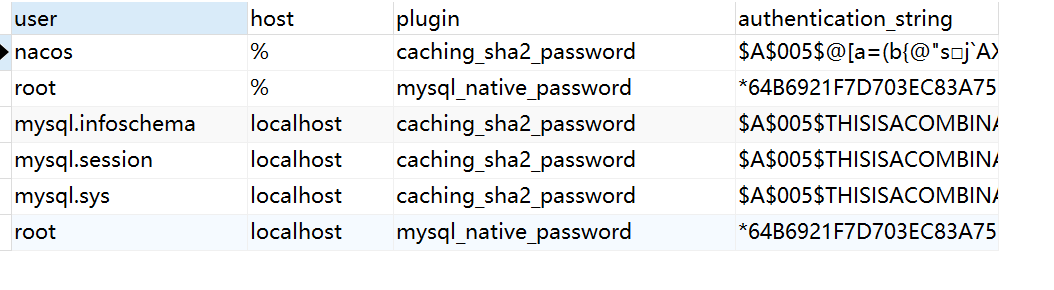 user host plugin authentication_string
nacos % caching_sha2_password $A$005$@[a=(b{@"s□j`AX
root % mysql_native_password *64B6921F7D703EC83A75
mysql.infoschema localhost caching_sha2_password $A$005$THISISACOMBINA
mysql.session localhost caching_sha2_password $A$005$THISISACOMBINA
mysql.sys localhost caching_sha2_password $A$005$THISISACOMBINA
root localhost mysql_native_password *64B6921F7D703EC83A75